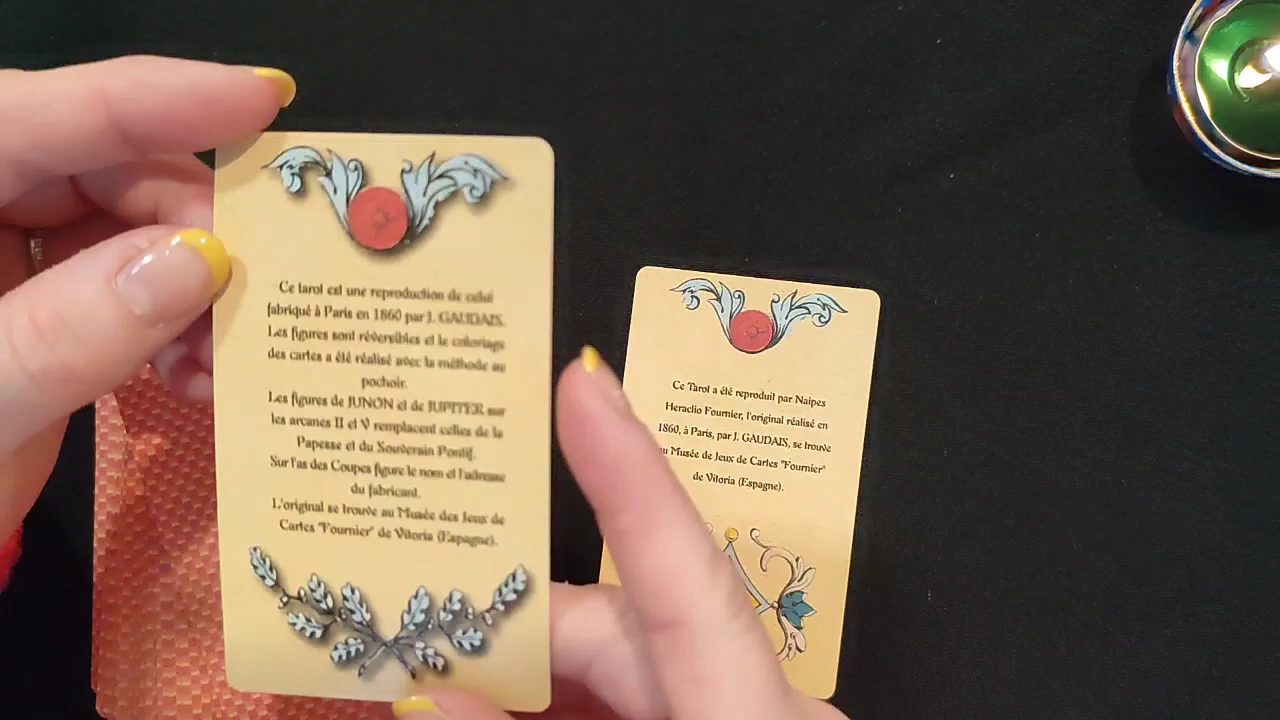 Ce tarot est une reproduction de celui
fabriqué à Paris en 1860 par J. GAUDAIS.
Les figures sont réversibles et le coloriage
des cartes a été réalisé avec la méthode au
pochoir.
Les figures de JUNON et de JUPITER sur
les arcanes II et V remplacent celles de la
Papesse et du Souverain Pontif.
Sur l'as des Coupes figure le nom et l'adresse
du fabricant.
L'original se trouve au Musée des Jeux de
Cartes "Fournier" de Vitoria (Espagne).
Ce Tarot a été reproduit par Naipes
Heraclio Fournier, l'original réalisé en
1860, à Paris, par J. GAUDAIS, se trouve
au Musée de Jeux de Cartes "Fournier"
de Vitoria (Espagne).